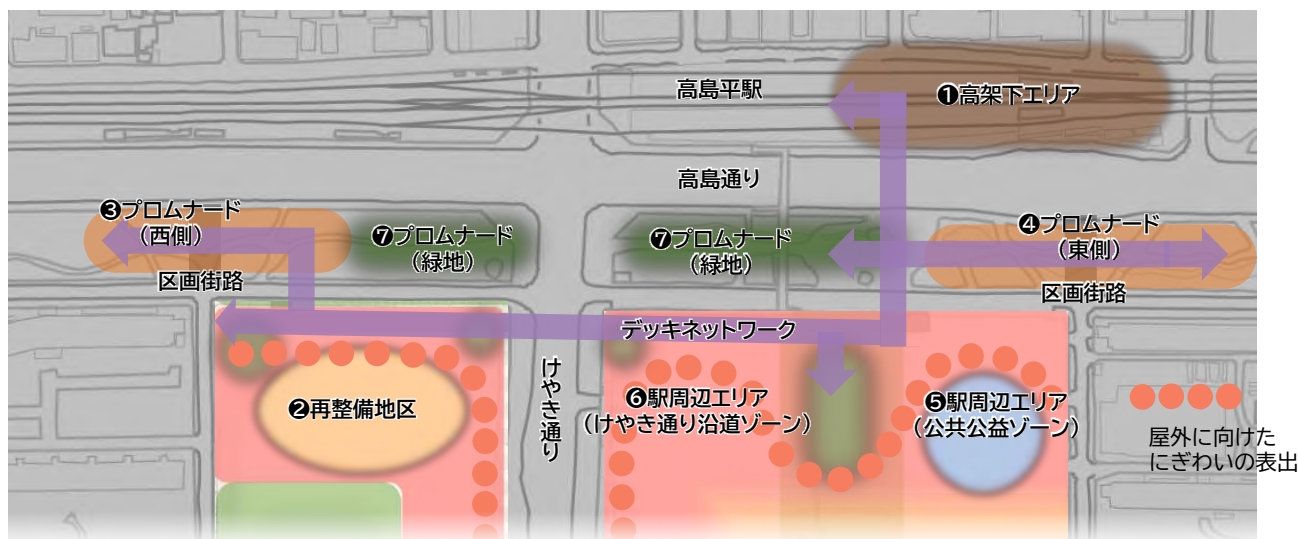 高島平駅
❶高架下エリア
高島通り
❸プロムナード
(西側)
❼プロムナード
(緑地)
❼プロムナード
(緑地)
❹プロムナード
(東側)
区画街路
区画街路
デッキネットワーク
けやき通り
❷再整備地区
❻駅周辺エリア
(けやき通り沿道ゾーン)
❺駅周辺エリア
(公共公益ゾーン)
屋外に向けた
にぎわいの表出